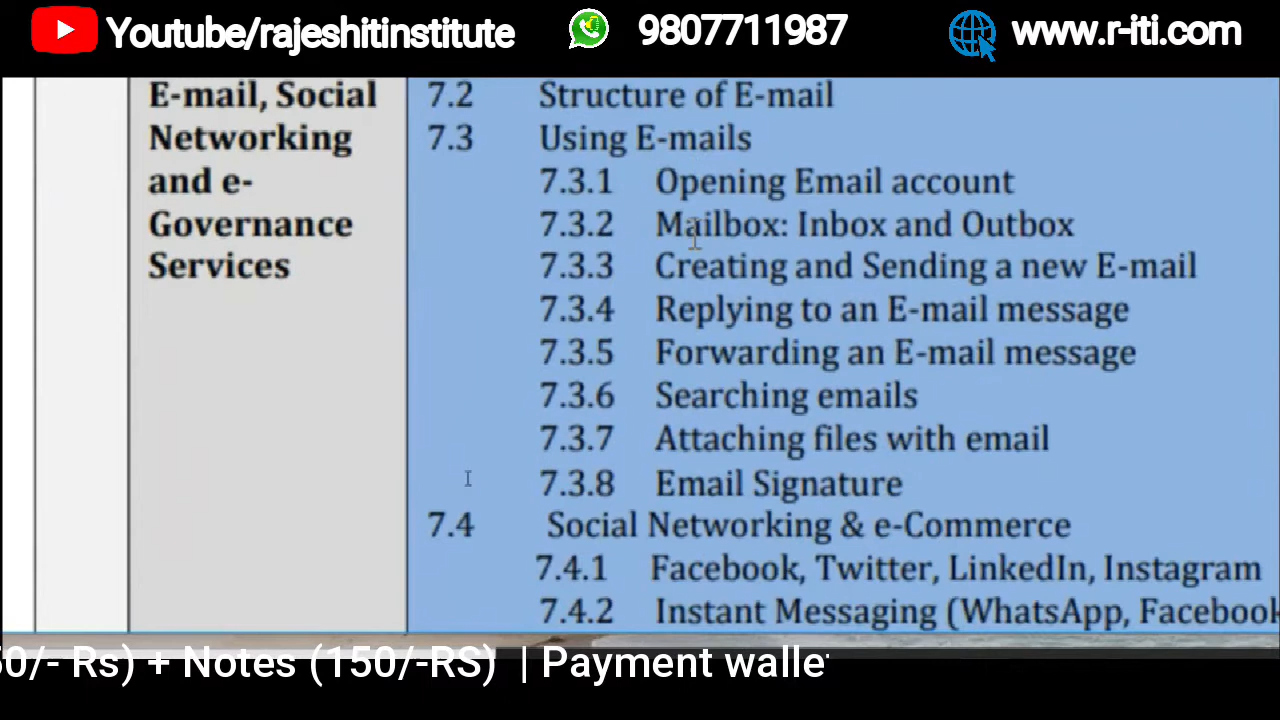 Youtube/rajeshitinstitute 9807711987 www.r-iti.com
E-mail, Social
Networking
and e-
Governance
Services
7.2 Structure of E-mail
7.3 Using E-mails
7.3.1 Opening Email account
7.3.2 Mailbox: Inbox and Outbox
7.3.3 Creating and Sending a new E-mail
7.3.4 Replying to an E-mail message
7.3.5 Forwarding an E-mail message
7.3.6 Searching emails
7.3.7 Attaching files with email
7.3.8 Email Signature
7.4 Social Networking & e-Commerce
7.4.1 Facebook, Twitter, LinkedIn, Instagram
7.4.2 Instant Messaging (WhatsApp, Facebook
0/- Rs) + Notes (150/-RS) | Payment walle